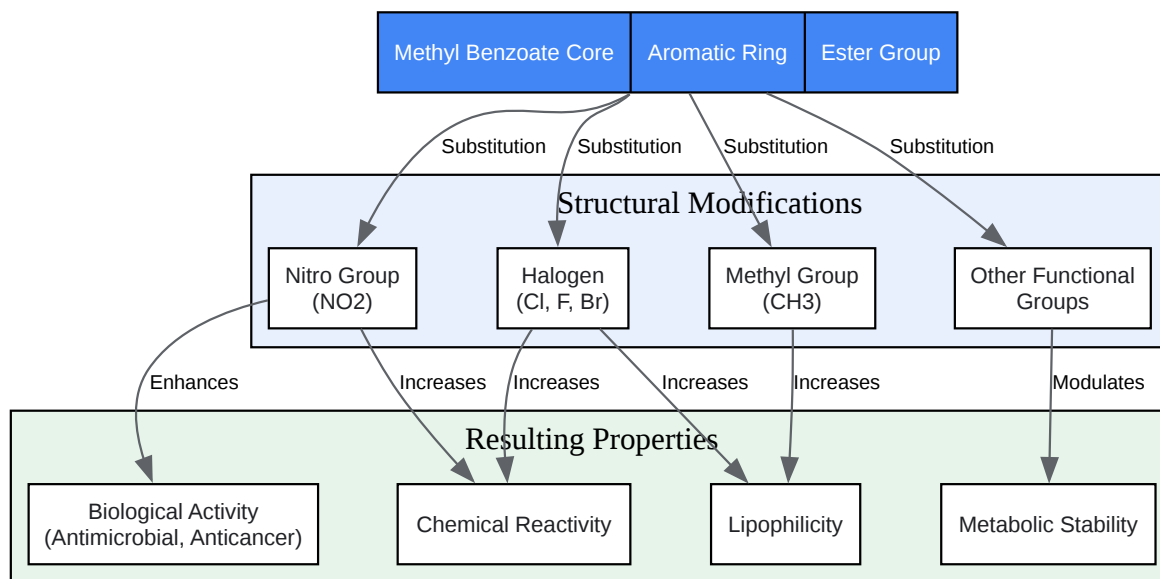 Methyl Benzoate Core
Aromatic Ring
Ester Group
Substitution
Substitution
Substitution
Substitution
Structural Modifications
Nitro Group
(NO2)
Halogen
(Cl, F, Br)
Methyl Group
(CH3)
Other Functional
Groups
Enhances
Increases
Increases
Increases
Increases
Modulates
Resulting Properties
Biological Activity
(Antimicrobial, Anticancer)
Chemical Reactivity
Lipophilicity
Metabolic Stability